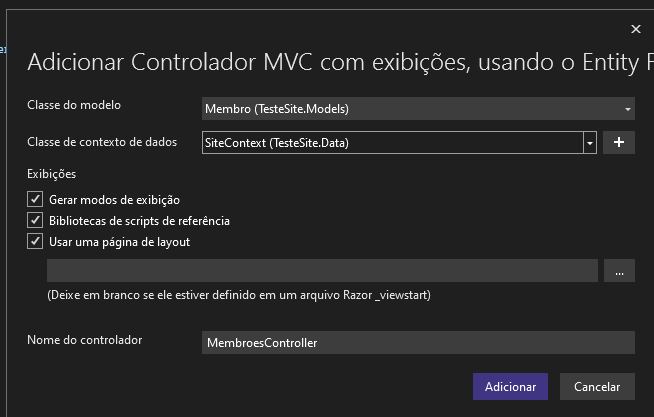 Adicionar Controlador MVC com exibições, usando o Entity F
Classe do modelo
Membro (TesteSite.Models)
Classe de contexto de dados
SiteContext (TesteSite.Data)
+
Exibições
Gerar modos de exibição
Bibliotecas de scripts de referência
Usar uma página de layout
...
(Deixe em branco se ele estiver definido em um arquivo Razor _viewstart)
Nome do controlador
MembroesController
Adicionar
Cancelar